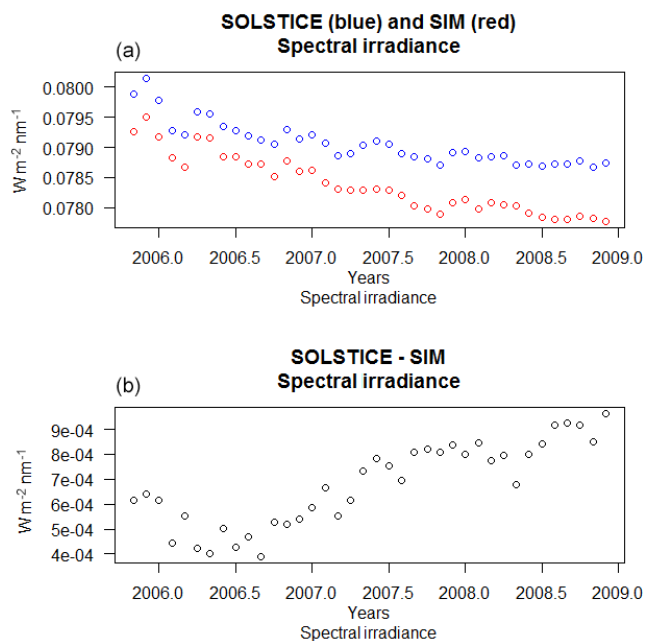 SOLSTICE (blue) and SIM (red)
Spectral irradiance
(a)
0.0800
0.0795
0.0790
0.0785
0.0780
W m⁻² nm⁻¹
2006.0 2006.5 2007.0 2007.5 2008.0 2008.5 2009.0
Years
Spectral irradiance
SOLSTICE - SIM
Spectral irradiance
(b)
9e-04
8e-04
7e-04
6e-04
5e-04
4e-04
W m⁻² nm⁻¹
2006.0 2006.5 2007.0 2007.5 2008.0 2008.5 2009.0
Years
Spectral irradiance